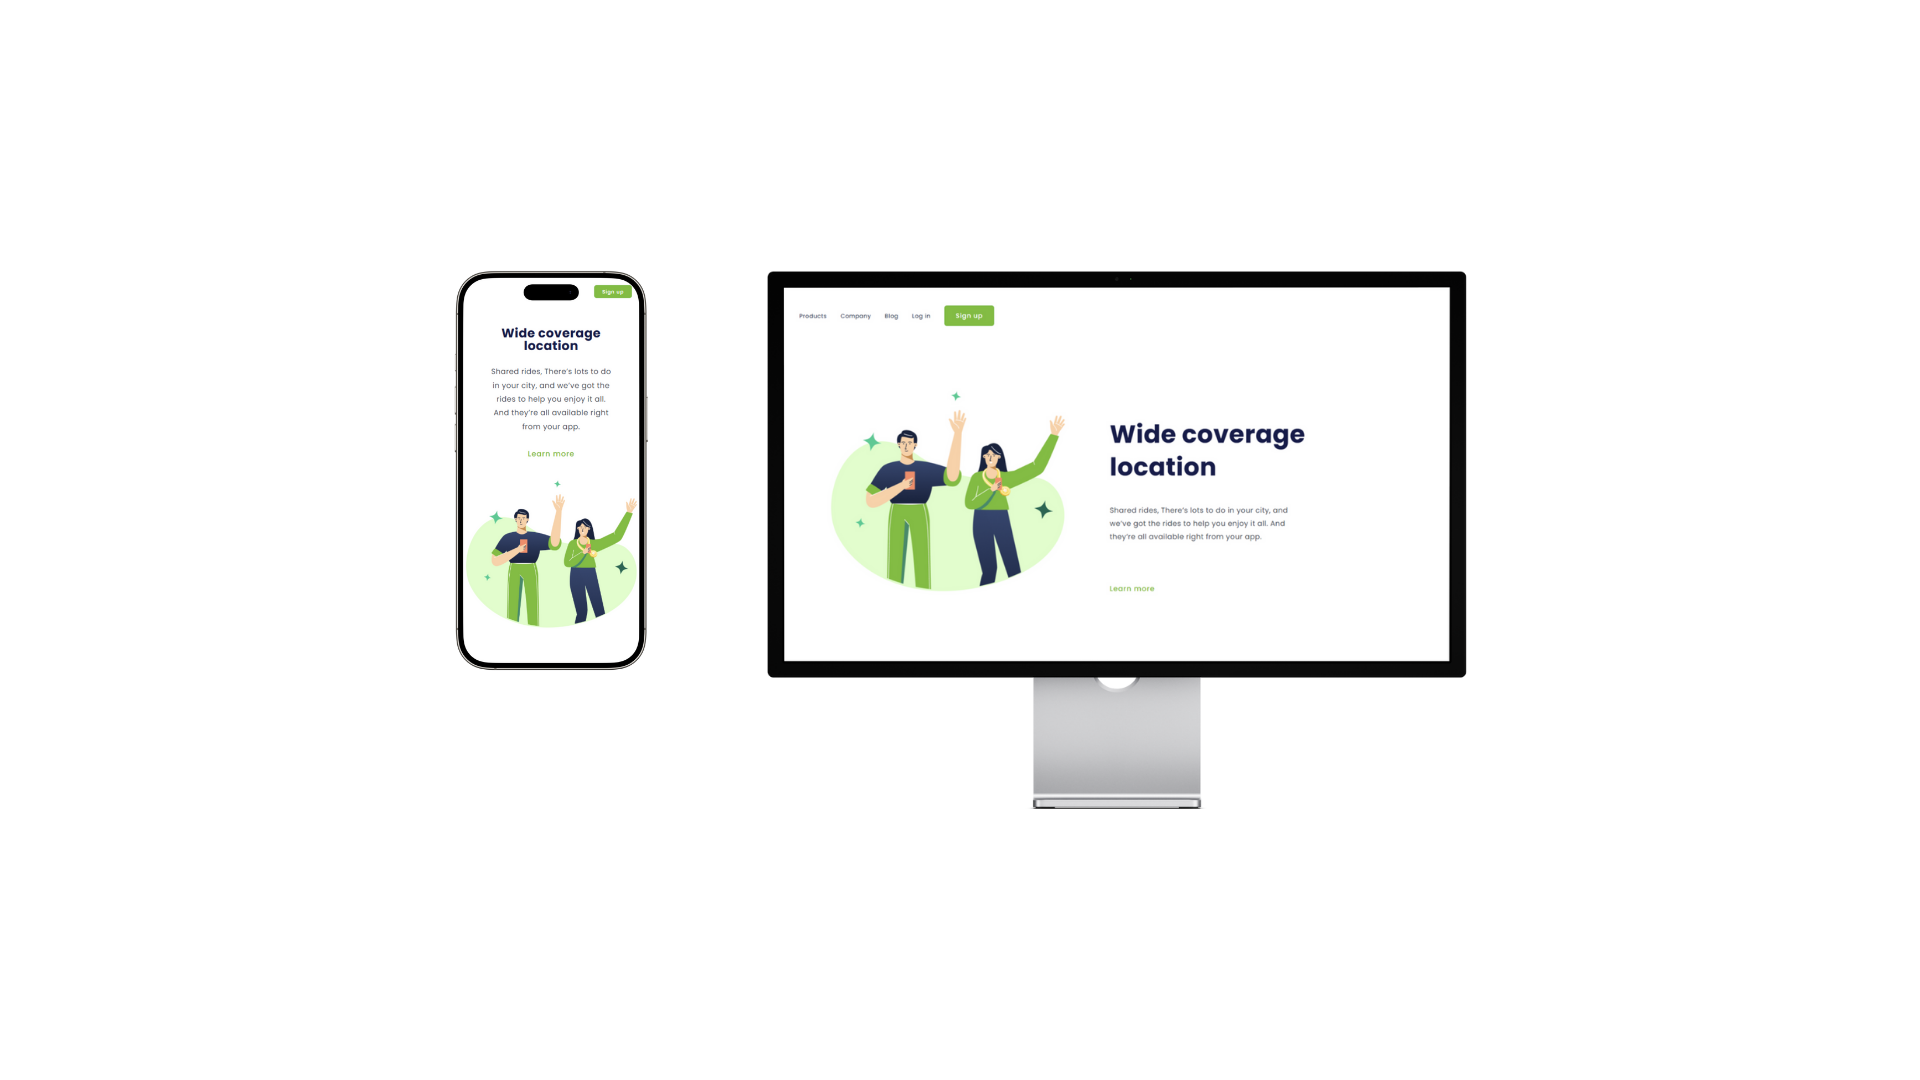 Sign up
Wide coverage
location
Shared rides, There's lots to do
in your city, and we've got the
rides to help you enjoy it all.
And they're all available right
from your app.
Learn more
Products Company Blog Log in Sign up
Wide coverage
location
Shared rides, There's lots to do in your city, and
we've got the rides to help you enjoy it all. And
they're all available right from your app.
Learn more